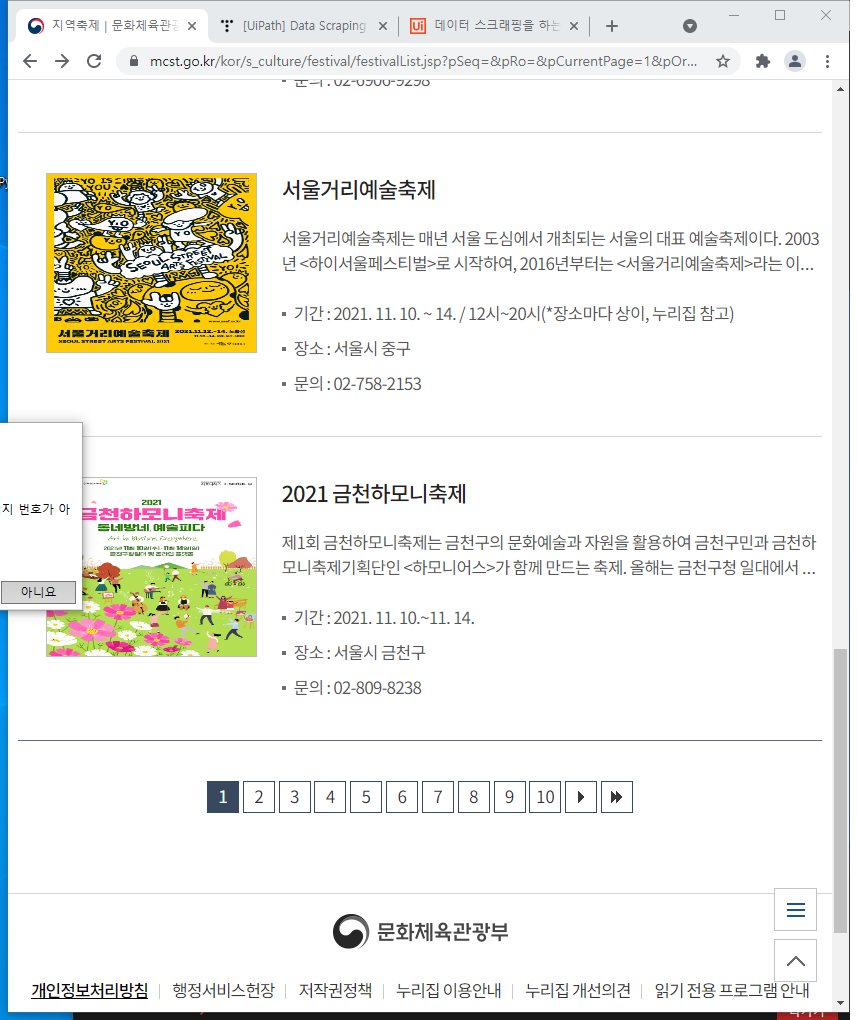 지역축제 | 문화체육관광
[UiPath] Data Scraping
데이터 스크래핑을 하는
mcst.go.kr/kor/s_culture/festival/festivalList.jsp?pSeq=&pRo=&pCurrentPage=1&pOr...
문의 : 02-6906-9298
SEOUL STREET
ARTS FESTIVAL
서울거리예술축제
SEOUL STREET ARTS FESTIVAL 2021
서울거리예술축제
서울거리예술축제는 매년 서울 도심에서 개최되는 서울의 대표 예술축제이다. 2003
년 <하이서울페스티벌>로 시작하여, 2016년부터는 <서울거리예술축제>라는 이...
기간 : 2021. 11. 10. ~ 14. / 12시~20시(*장소마다 상이, 누리집 참고)
장소 : 서울시 중구
문의 : 02-758-2153
지 번호가 아
아니요
2021
금천하모니축제
동네방네, 예술피다
Art is Mature, Everywhere.
2021 금천하모니축제
제1회 금천하모니축제는 금천구의 문화예술과 자원을 활용하여 금천구민과 금천하
모니축제기획단인 <하모니어스>가 함께 만드는 축제. 올해는 금천구청 일대에서 ...
기간 : 2021. 11. 10.~11. 14.
장소 : 서울시 금천구
문의 : 02-809-8238
1 2 3 4 5 6 7 8 9 10
문화체육관광부
개인정보처리방침 행정서비스헌장 저작권정책 누리집 이용안내 누리집 개선의견 읽기 전용 프로그램 안내